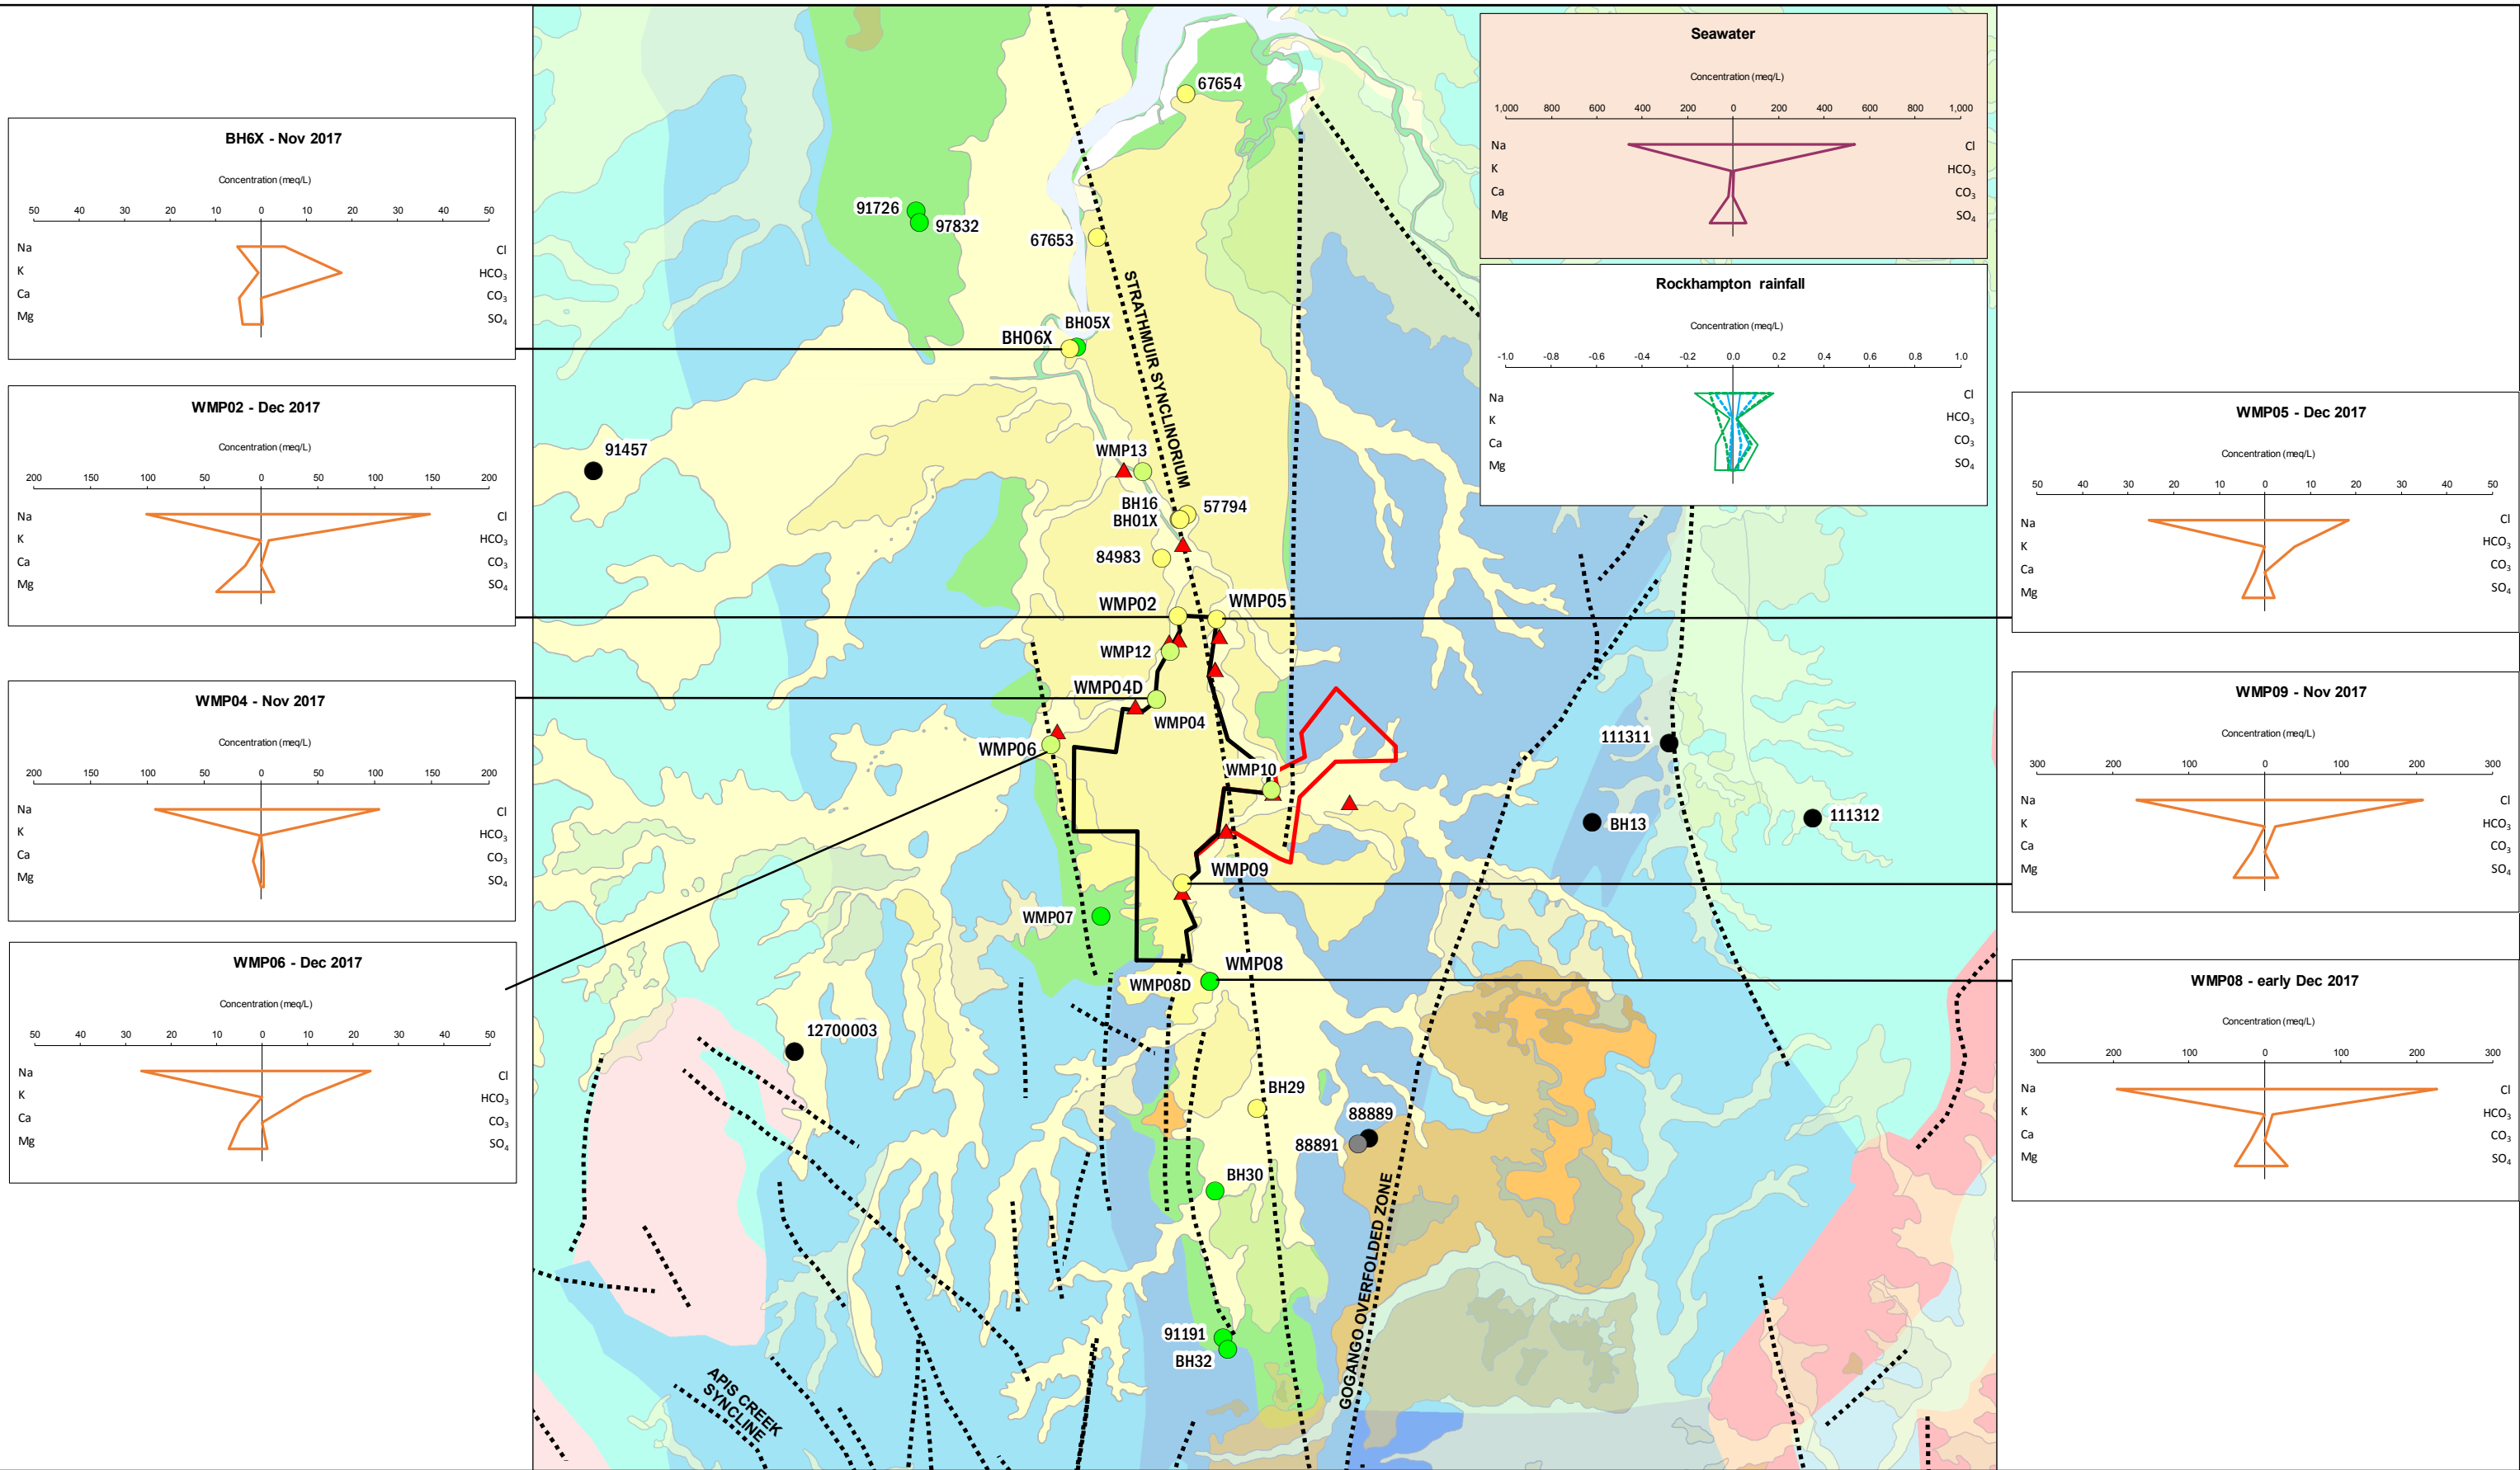 BH6X - Nov 2017
Concentration (meq/L)
50 40 30 20 10 0 10 20 30 40 50
Na Cl
K HCO3
Ca CO3
Mg SO4
WMP02 - Dec 2017
Concentration (meq/L)
200 150 100 50 0 50 100 150 200
Na Cl
K HCO3
Ca CO3
Mg SO4
WMP04 - Nov 2017
Concentration (meq/L)
200 150 100 50 0 50 100 150 200
Na Cl
K HCO3
Ca CO3
Mg SO4
WMP06 - Dec 2017
Concentration (meq/L)
50 40 30 20 10 0 10 20 30 40 50
Na Cl
K HCO3
Ca CO3
Mg SO4
67654
91726
97832
67653
BH05X
BH06X
STRATHMUIR SYNCLINORIUM
91457
WMP13
BH16
57794
BH01X
84983
WMP02
WMP05
WMP12
WMP04D
WMP04
WMP06
WMP10
111311
BH13
111312
WMP09
WMP07
WMP08
WMP08D
12700003
BH29
88889
88891
BH30
GOGANGO OVERFOLDED ZONE
91191
BH32
APIS CREEK
SYNCLINE
Seawater
Concentration (meq/L)
1,000 800 600 400 200 0 200 400 600 800 1,000
Na Cl
K HCO3
Ca CO3
Mg SO4
Rockhampton rainfall
Concentration (meq/L)
-1.0 -0.8 -0.6 -0.4 -0.2 0.0 0.2 0.4 0.6 0.8 1.0
Na Cl
K HCO3
Ca CO3
Mg SO4
WMP05 - Dec 2017
Concentration (meq/L)
50 40 30 20 10 0 10 20 30 40 50
Na Cl
K HCO3
Ca CO3
Mg SO4
WMP09 - Nov 2017
Concentration (meq/L)
300 200 100 0 100 200 300
Na Cl
K HCO3
Ca CO3
Mg SO4
WMP08 - early Dec 2017
Concentration (meq/L)
300 200 100 0 100 200 300
Na Cl
K HCO3
Ca CO3
Mg SO4